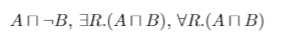 A ⊓ ¬B, ∃R.(A ⊓ B), ∀R.(A ⊓ B)